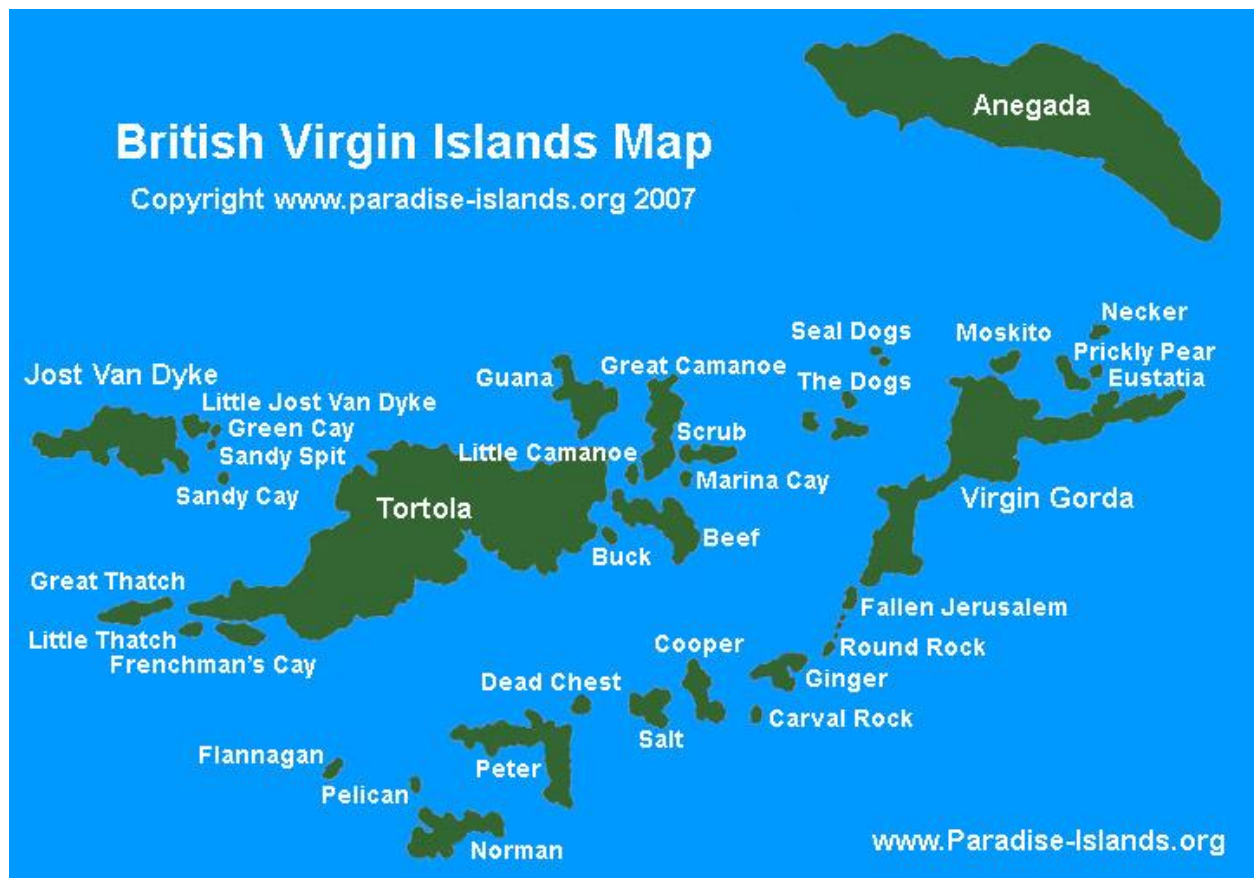 Anegada
British Virgin Islands Map
Copyright www.paradise-islands.org 2007
Necker
Seal Dogs
Moskito
Prickly Pear
Great Camanoe
Jost Van Dyke
Guana
The Dogs
Eustatia
Little Jost Van Dyke
Green Cay
Scrub
Sandy Spit
Little Camanoe
Marina Cay
Sandy Cay
Virgin Gorda
Tortola
Beef
Buck
Great Thatch
Fallen Jerusalem
Little Thatch
Cooper
Round Rock
Frenchman's Cay
Dead Chest
Ginger
Carval Rock
Salt
Flannagan
Peter
Pelican
www.Paradise-Islands.org
Norman